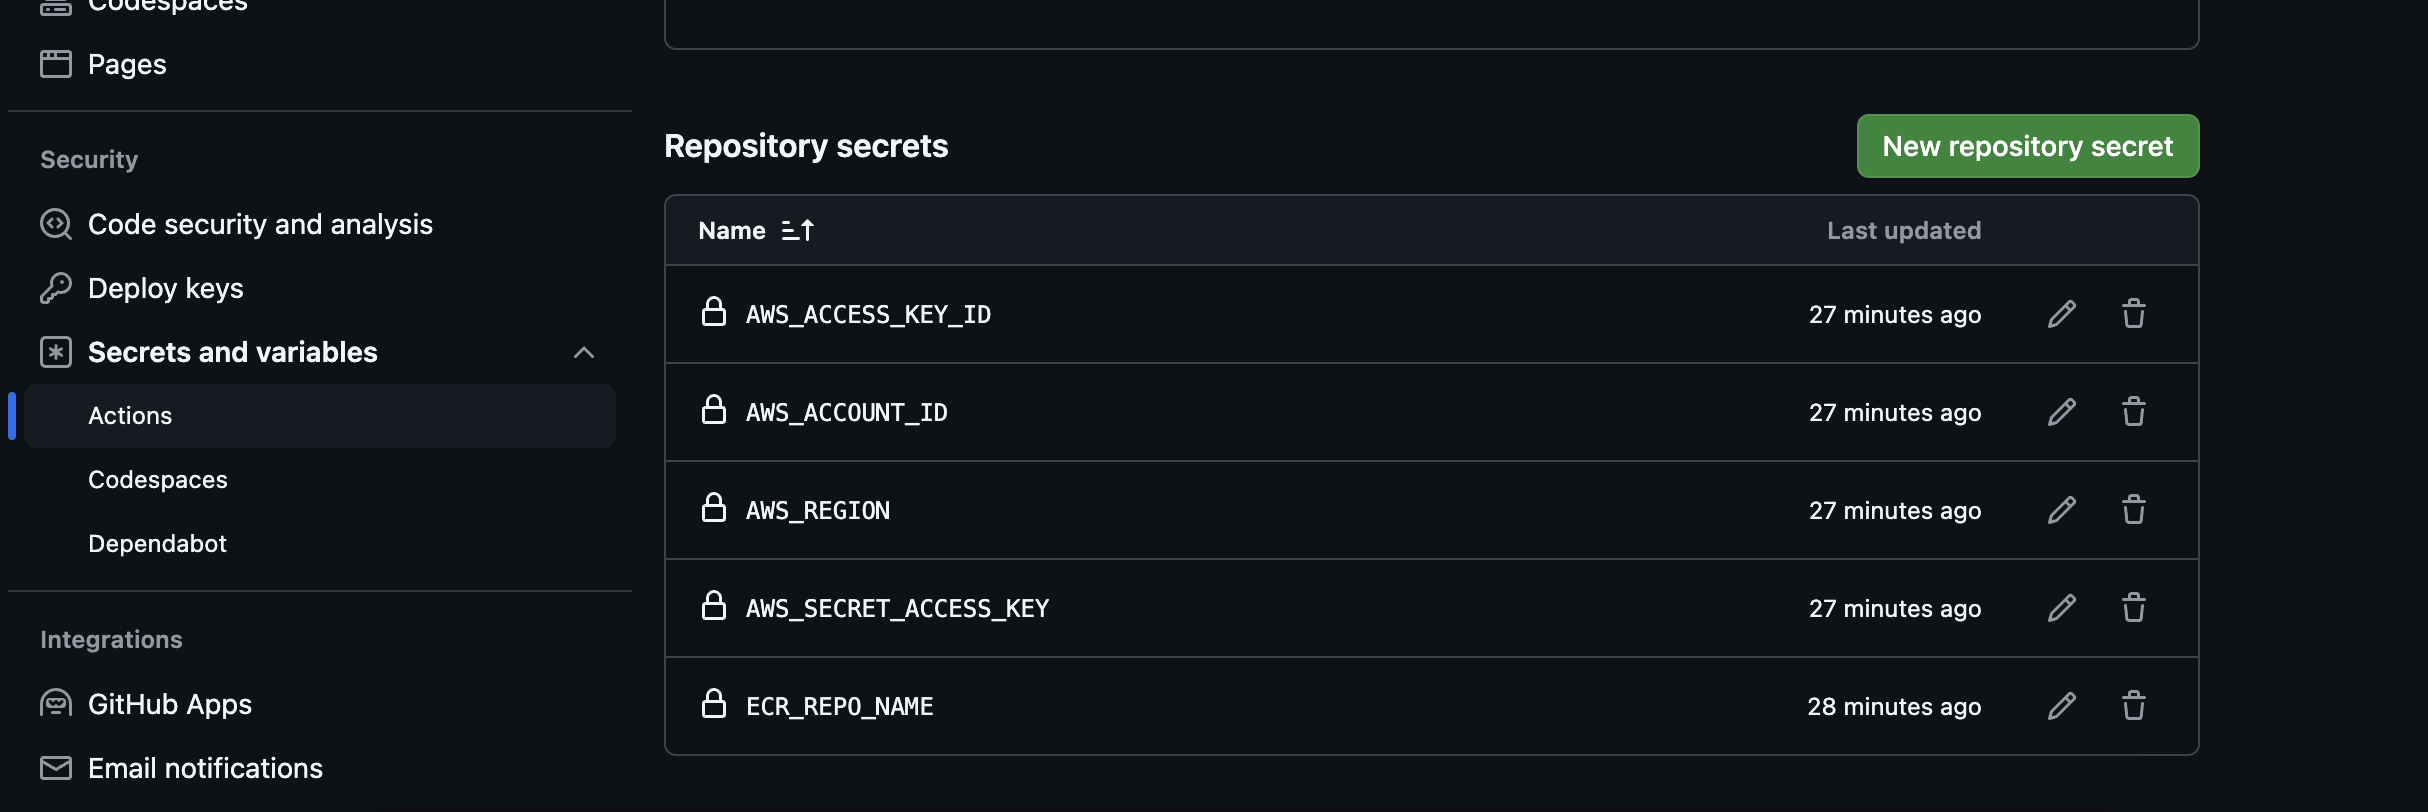 Codespaces
Pages
Security
Code security and analysis
Deploy keys
Secrets and variables
Actions
Codespaces
Dependabot
Integrations
GitHub Apps
Email notifications
Repository secrets
New repository secret
Name Last updated
AWS_ACCESS_KEY_ID 27 minutes ago
AWS_ACCOUNT_ID 27 minutes ago
AWS_REGION 27 minutes ago
AWS_SECRET_ACCESS_KEY 27 minutes ago
ECR_REPO_NAME 28 minutes ago